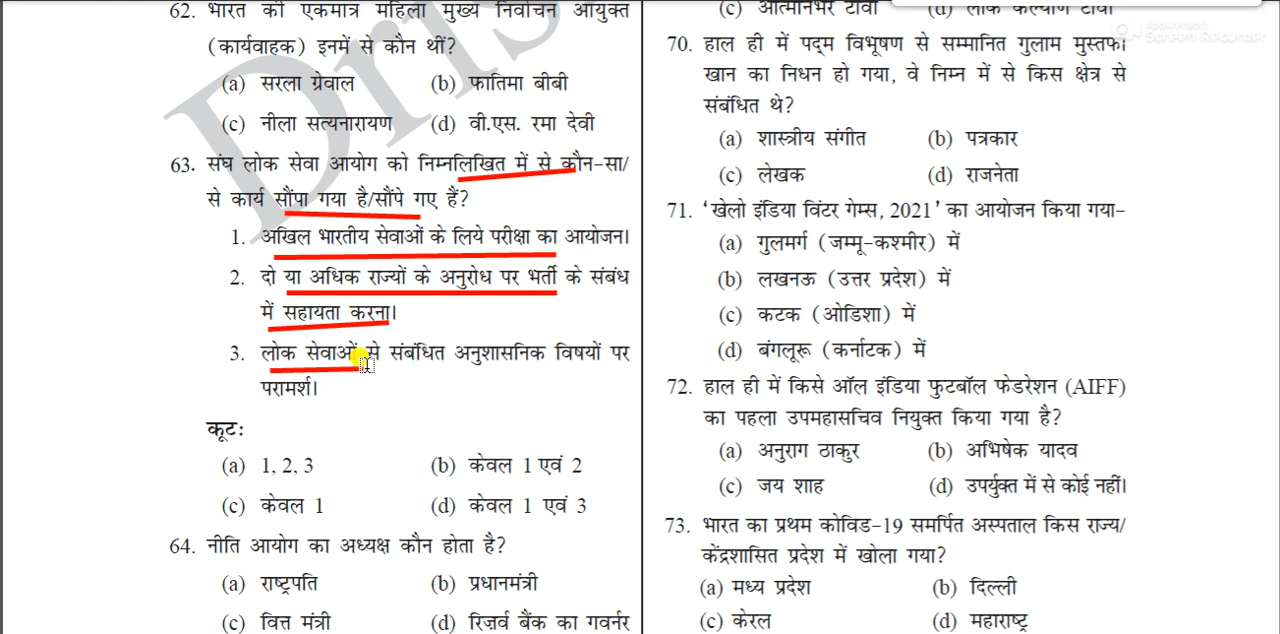 62. भारत की एकमात्र महिला मुख्य निर्वाचन आयुक्त
(कार्यवाहक) इनमें से कौन थीं?
(a) सरला ग्रेवाल (b) फातिमा बीबी
(c) नीला सत्यनारायण (d) वी.एस. रमा देवी
63. संघ लोक सेवा आयोग को निम्नलिखित में से कौन-सा/
से कार्य सौंपा गया है/सौंपे गए हैं?
1. अखिल भारतीय सेवाओं के लिये परीक्षा का आयोजन।
2. दो या अधिक राज्यों के अनुरोध पर भर्ती के संबंध
में सहायता करना।
3. लोक सेवाओं से संबंधित अनुशासनिक विषयों पर
परामर्श।
कूट:
(a) 1, 2, 3 (b) केवल 1 एवं 2
(c) केवल 1 (d) केवल 1 एवं 3
64. नीति आयोग का अध्यक्ष कौन होता है?
(a) राष्ट्रपति (b) प्रधानमंत्री
(c) वित्त मंत्री (d) रिज़र्व बैंक का गवर्नर
(c) आत्मनिर्भर टीवी (d) लोक कल्याण टीवी
70. हाल ही में पद्म विभूषण से सम्मानित गुलाम मुस्तफा
खान का निधन हो गया, वे निम्न में से किस क्षेत्र से
संबंधित थे?
(a) शास्त्रीय संगीत (b) पत्रकार
(c) लेखक (d) राजनेता
71. ‘खेलो इंडिया विंटर गेम्स, 2021’ का आयोजन किया गया-
(a) गुलमर्ग (जम्मू-कश्मीर) में
(b) लखनऊ (उत्तर प्रदेश) में
(c) कटक (ओडिशा) में
(d) बंगलूरू (कर्नाटक) में
72. हाल ही में किसे ऑल इंडिया फुटबॉल फेडरेशन (AIFF)
का पहला उपमहासचिव नियुक्त किया गया है?
(a) अनुराग ठाकुर (b) अभिषेक यादव
(c) जय शाह (d) उपर्युक्त में से कोई नहीं।
73. भारत का प्रथम कोविड-19 समर्पित अस्पताल किस राज्य/
केंद्रशासित प्रदेश में खोला गया?
(a) मध्य प्रदेश (b) दिल्ली
(c) केरल (d) महाराष्ट्र
Apowersoft
Screen Recorder